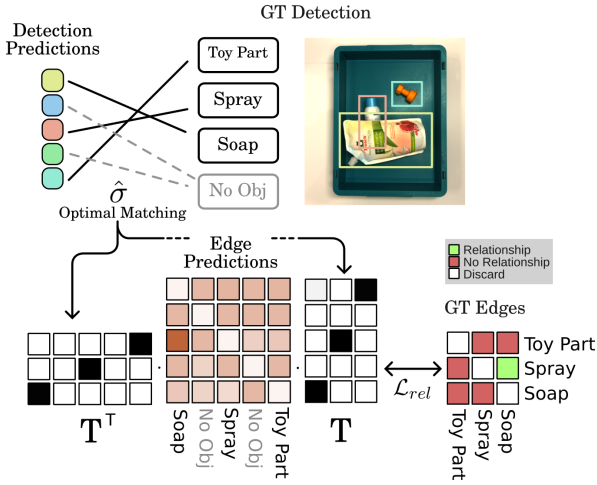 GT Detection
Detection
Predictions
Toy Part
Spray
Soap
No Obj
σ̂
Optimal Matching
Edge
Predictions
Relationship
No Relationship
Discard
GT Edges
Toy Part
Spray
Soap
· ·
ℒrel
Soap
No Obj
Spray
No Obj
Toy Part
Toy Part
Spray
Soap
T⊤
T